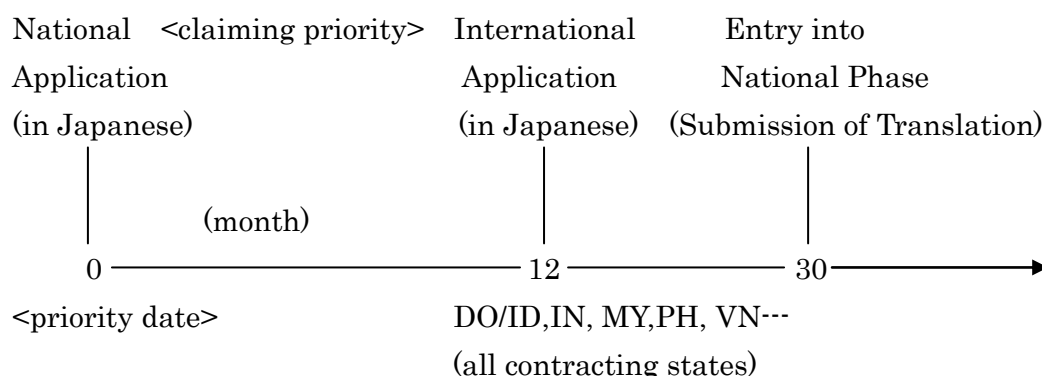 National <claiming priority> International Entry into
Application Application National Phase
(in Japanese) (in Japanese) (Submission of Translation)
(month)
0 12 30
<priority date> DO/ID,IN, MY,PH, VN---
(all contracting states)